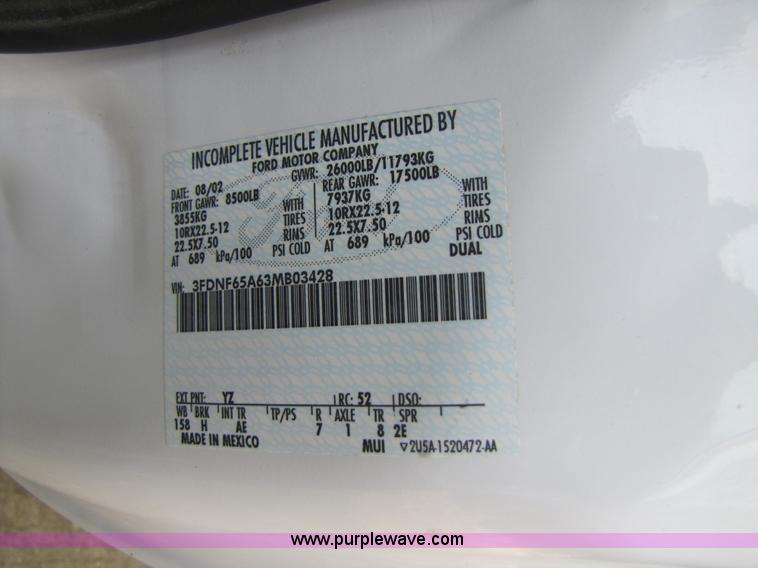 INCOMPLETE VEHICLE MANUFACTURED BY
FORD MOTOR COMPANY
DATE: 08/02 GVWR: 26000LB/11793KG
FRONT GAWR: 8500LB REAR GAWR: 17500LB
3855KG WITH 7937KG WITH
10RX22.5-12 TIRES 10RX22.5-12 TIRES
22.5X7.50 RIMS 22.5X7.50 RIMS
AT 689 kPa/100 PSI COLD AT 689 kPa/100 PSI COLD
DUAL
VIN: 3FDNF65A63MB03428
EXT PNT: YZ RC: 52 DSO:
WB BRK INT TR TP/PS R AXLE TR SPR
158 H AE 7 1 8 2E
MADE IN MEXICO MUI ▽2U5A-1520472-AA
www.purplewave.com